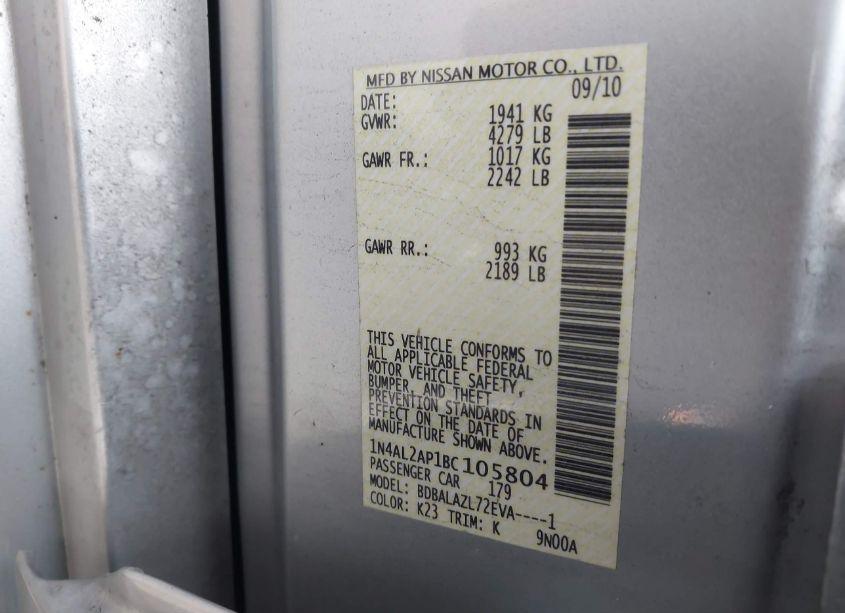 MFD BY NISSAN MOTOR CO., LTD.
DATE: 09/10
GVWR: 1941 KG
4279 LB
GAWR FR.: 1017 KG
2242 LB
GAWR RR.: 993 KG
2189 LB
THIS VEHICLE CONFORMS TO
ALL APPLICABLE FEDERAL
MOTOR VEHICLE SAFETY,
BUMPER, AND THEFT
PREVENTION STANDARDS IN
EFFECT ON THE DATE OF
MANUFACTURE SHOWN ABOVE.
1N4AL2AP1BC105804
PASSENGER CAR 179
MODEL: BDBALAZL72EVA----1
COLOR: K23 TRIM: K 9N00A